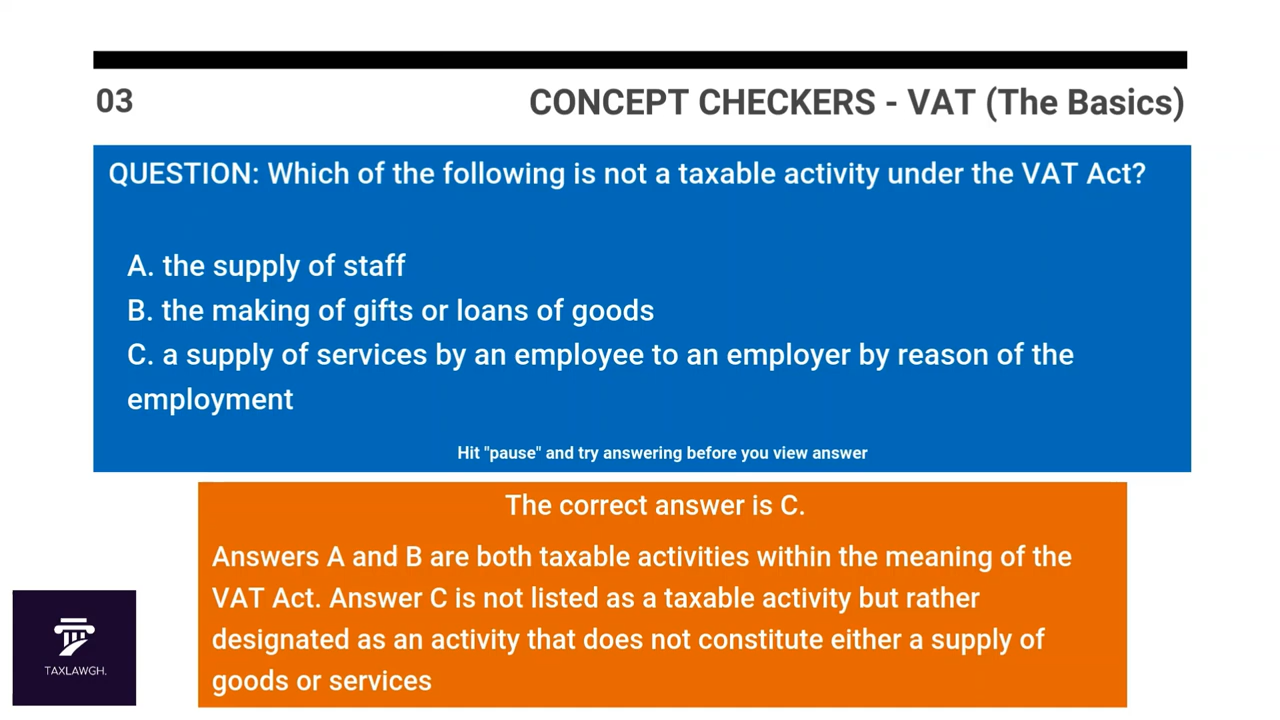 03
CONCEPT CHECKERS - VAT (The Basics)
QUESTION: Which of the following is not a taxable activity under the VAT Act?
A. the supply of staff
B. the making of gifts or loans of goods
C. a supply of services by an employee to an employer by reason of the
employment
Hit "pause" and try answering before you view answer
The correct answer is C.
Answers A and B are both taxable activities within the meaning of the
VAT Act. Answer C is not listed as a taxable activity but rather
designated as an activity that does not constitute either a supply of
goods or services
TAXLAWGH.